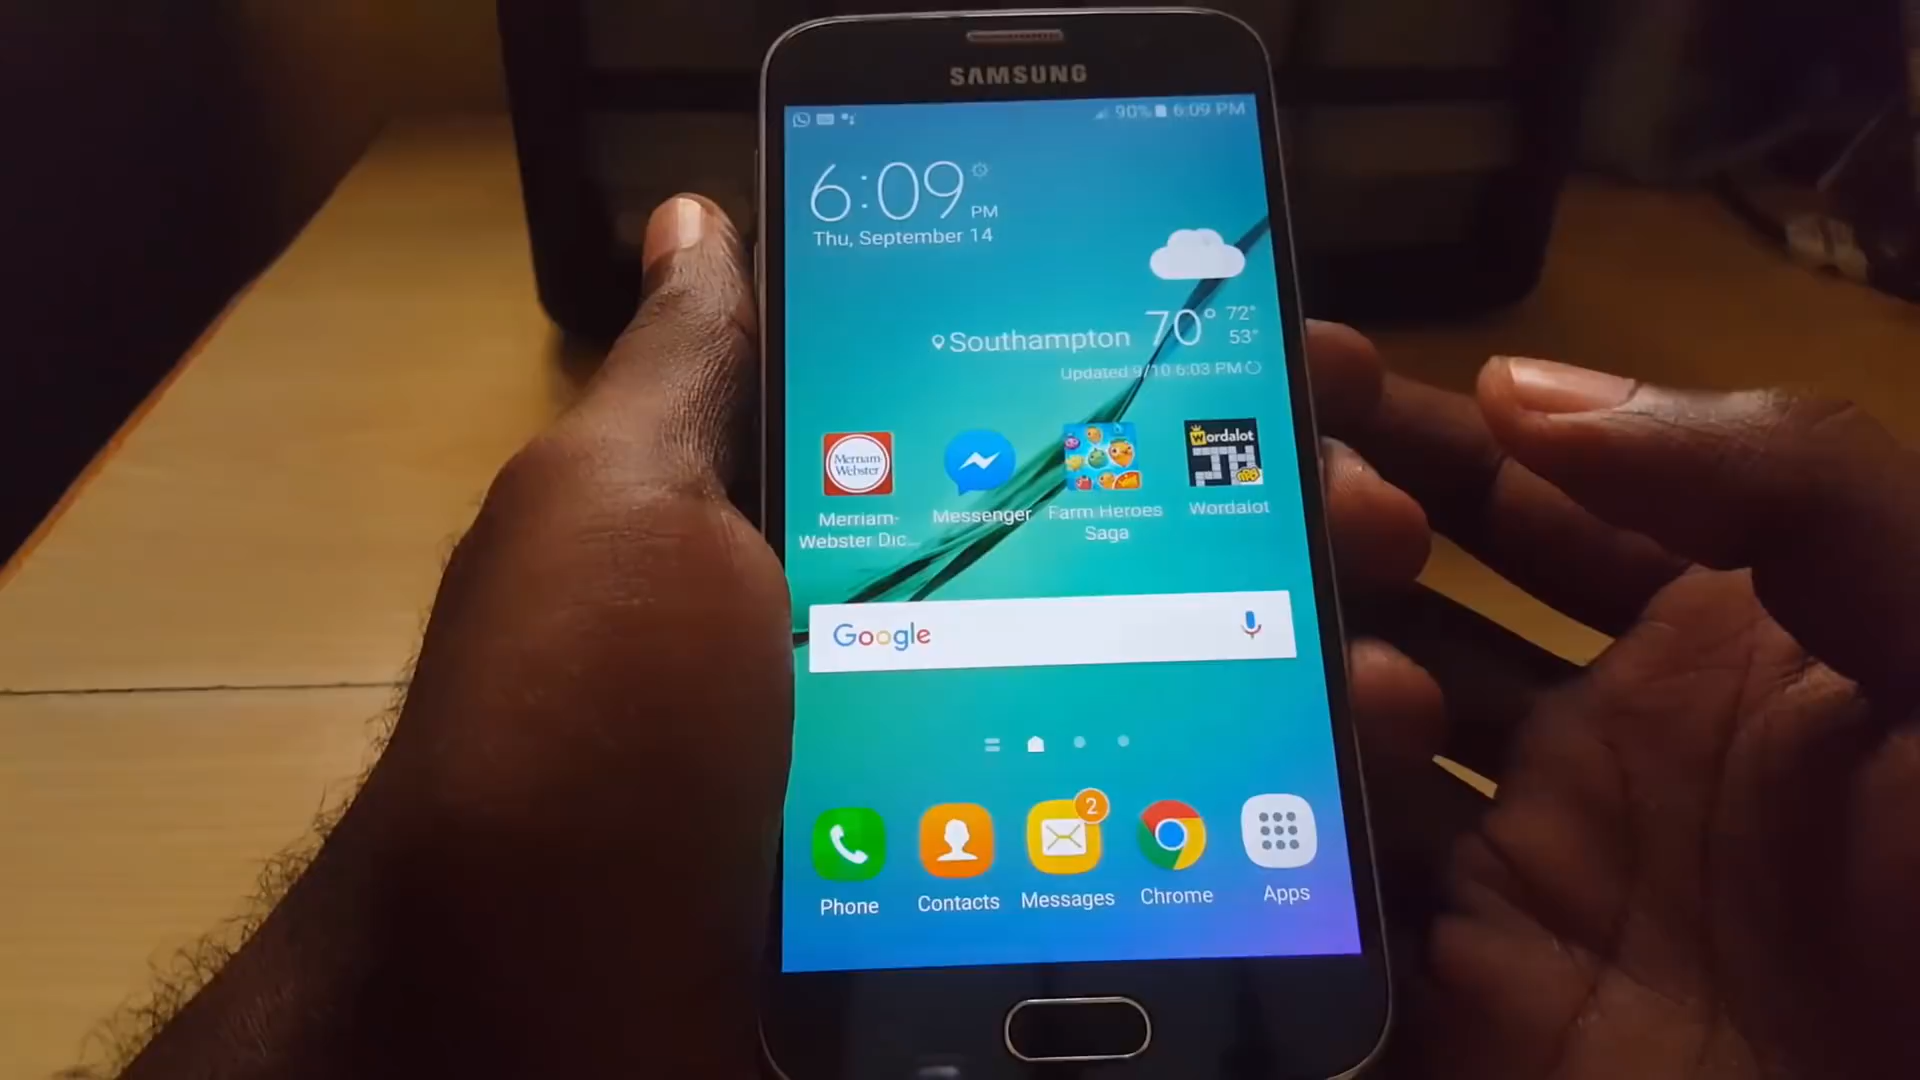 SAMSUNG
90% 6:09 PM
6:09 PM
Thu, September 14
Southampton 70° 72°
53°
Updated 9/10 6:03 PM
Merriam-
Webster
Wordalot
Merriam-
Webster Dic...
Messenger
Farm Heroes
Saga
Wordalot
Google
2
Phone
Contacts
Messages
Chrome
Apps